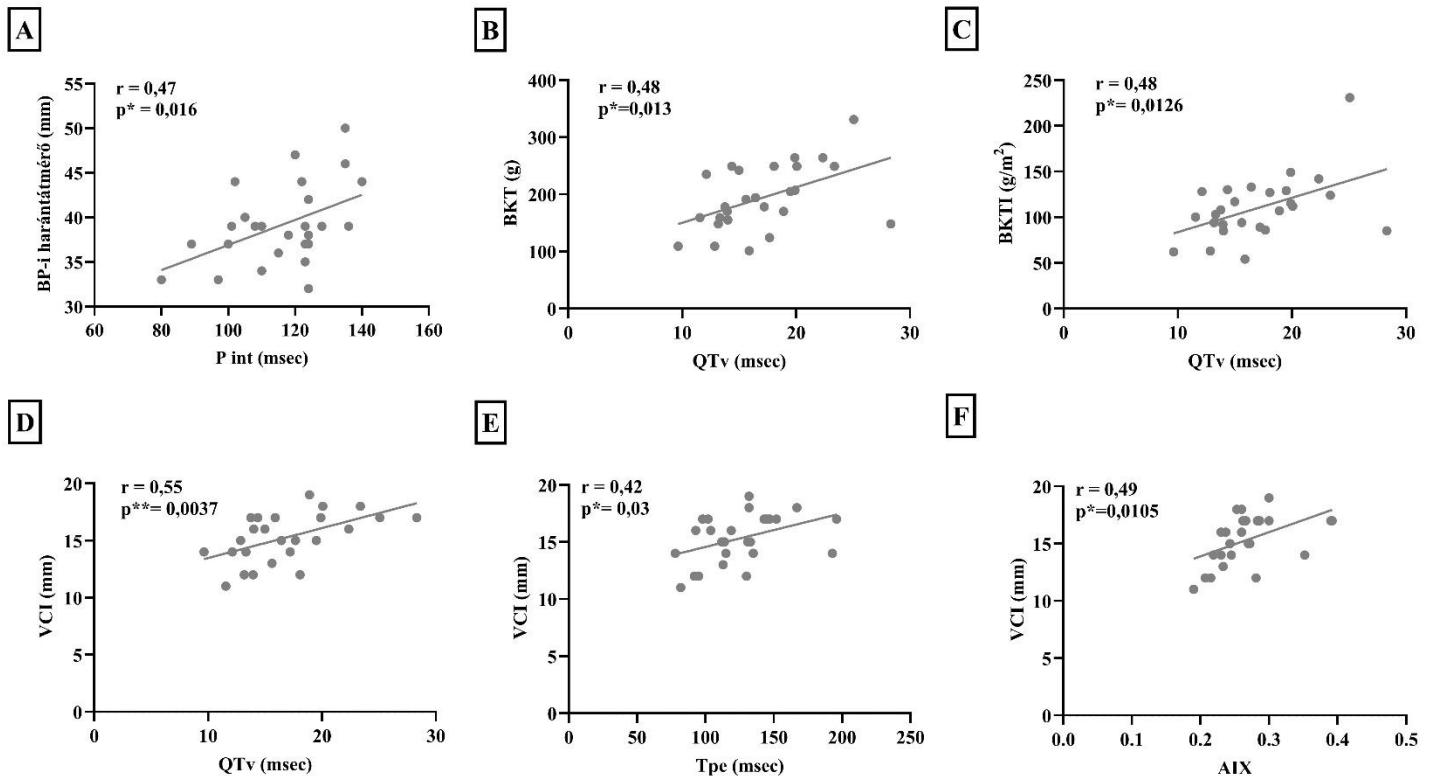 A
r = 0,47
p* = 0,016
BP-i harántátmérő (mm)
55
50
45
40
35
30
60 80 100 120 140 160
P int (msec)
B
r = 0,48
p*=0,013
BKT (g)
400
300
200
100
0
0 10 20 30
QTv (msec)
C
r = 0,48
p*= 0,0126
BKTI (g/m²)
250
200
150
100
50
0
0 10 20 30
QTv (msec)
D
r = 0,55
p**= 0,0037
VCI (mm)
20
15
10
5
0
0 10 20 30
QTv (msec)
E
r = 0,42
p*= 0,03
VCI (mm)
20
15
10
5
0
0 50 100 150 200 250
Tpe (msec)
F
r = 0,49
p*=0,0105
VCI (mm)
20
15
10
5
0
0.0 0.1 0.2 0.3 0.4 0.5
AIX